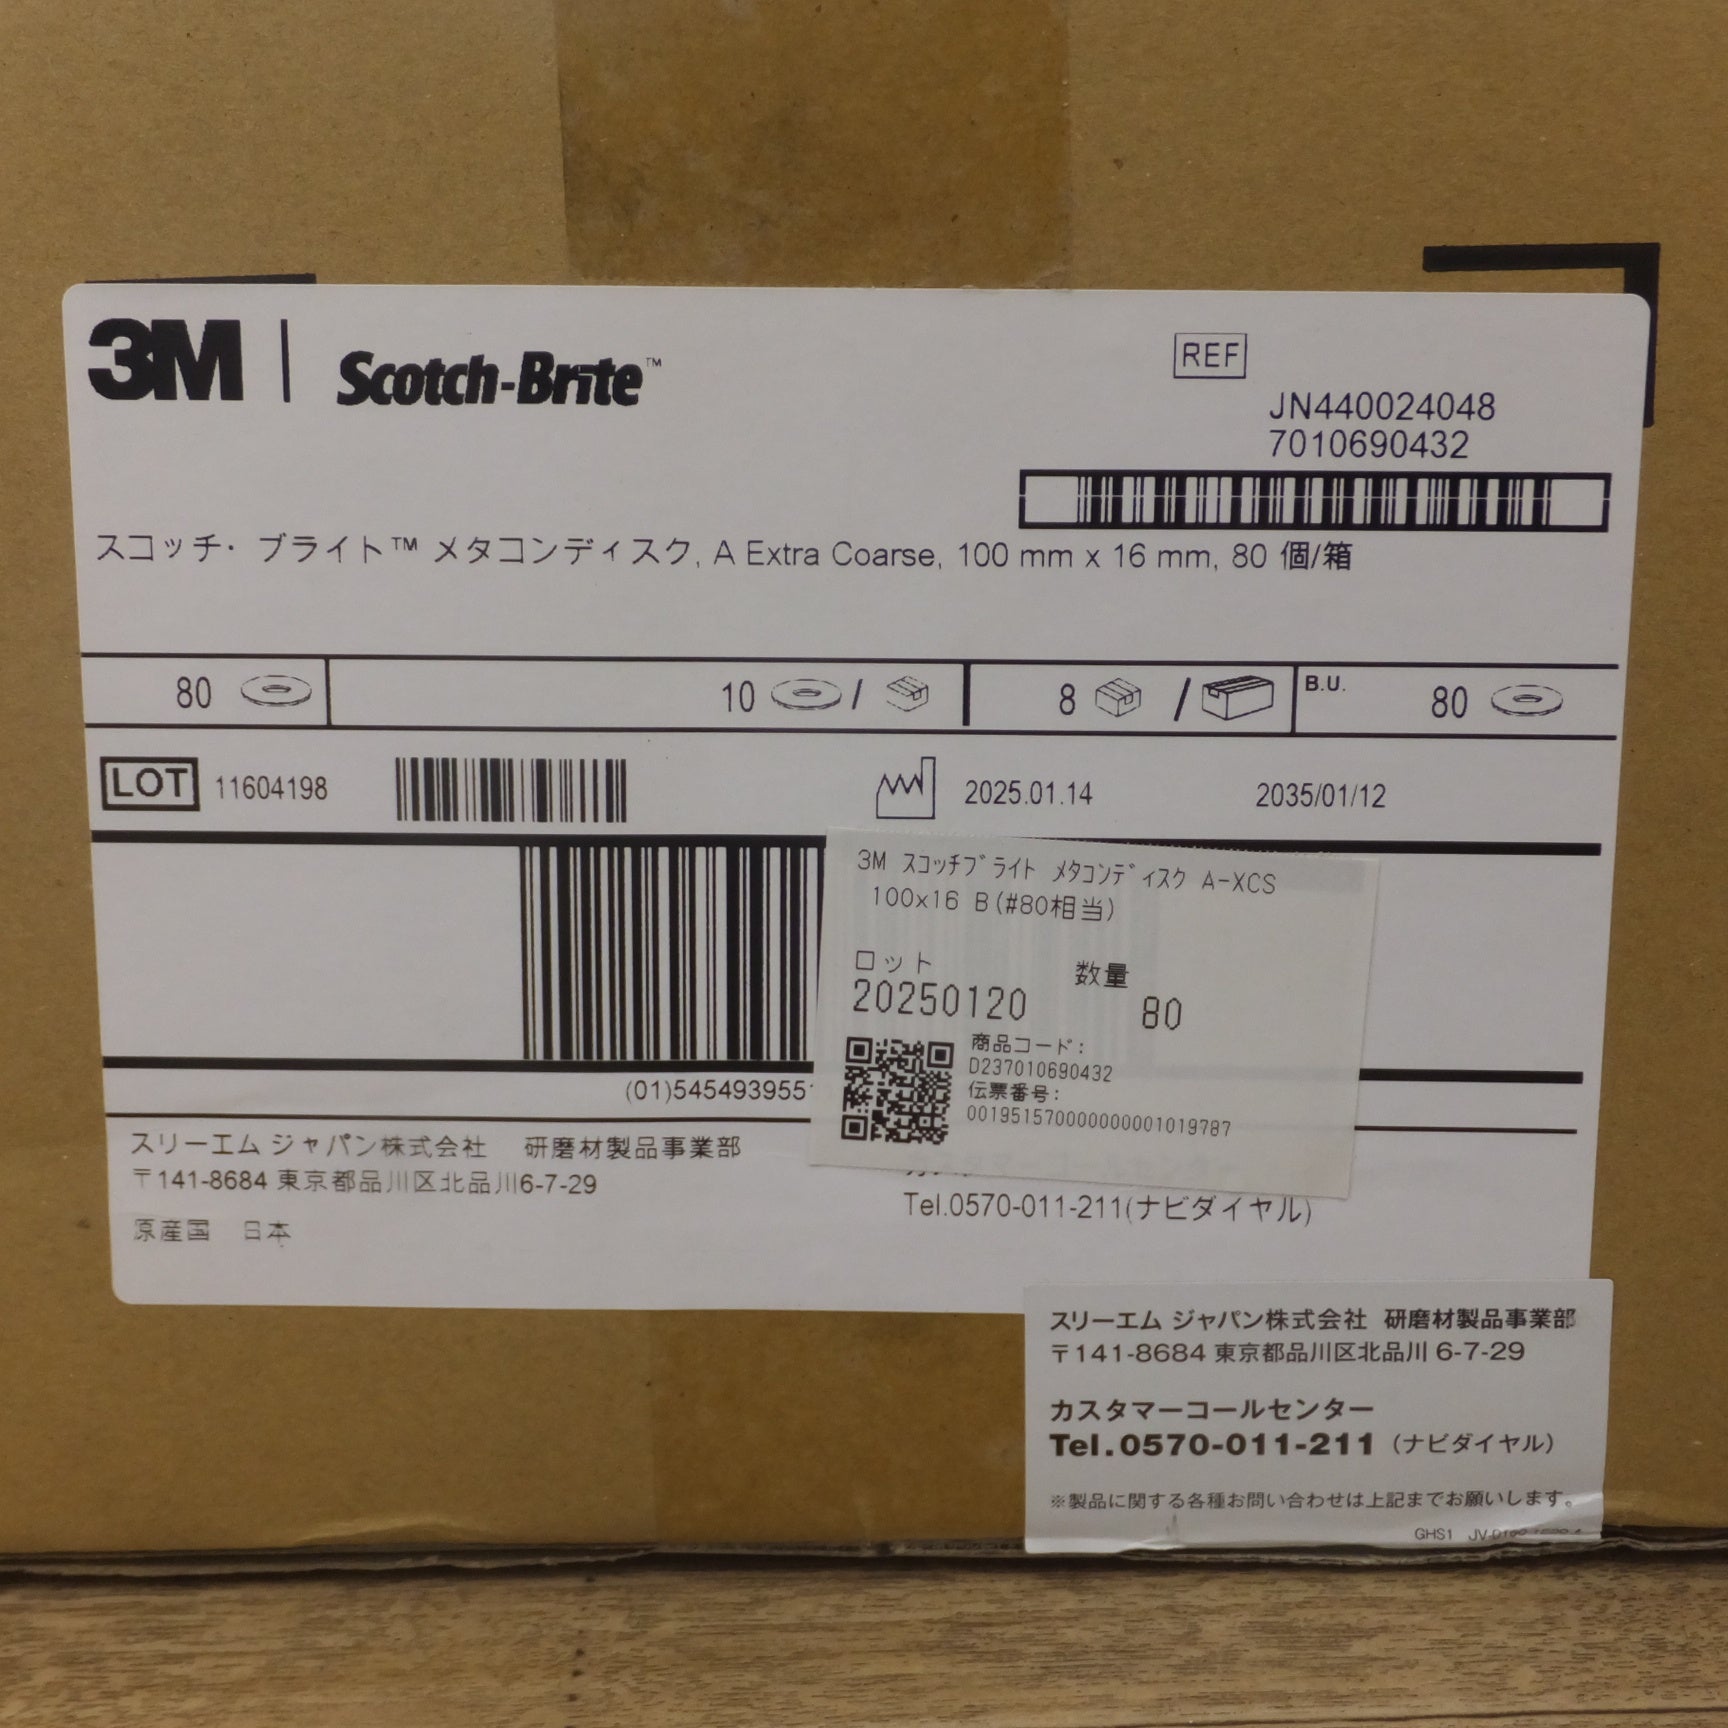 3M | Scotch-Brite™
REF
JN440024048
7010690432
スコッチ・ブライト™ メタコンディスク, A Extra Coarse, 100 mm x 16 mm, 80 個/箱
80 10 / 8 / B.U. 80
LOT 11604198 2025.01.14 2035/01/12
3M スコッチブライト メタコンディスク A-XCS
100x16 B(#80相当)
ロット 数量
20250120 80
商品コード:
D237010690432
伝票番号:
00195157000000000001019787
(01)545493955
スリーエム ジャパン株式会社 研磨材製品事業部
〒141-8684 東京都品川区北品川6-7-29
Tel.0570-011-211(ナビダイヤル)
原産国 日本
スリーエム ジャパン株式会社 研磨材製品事業部
〒141-8684 東京都品川区北品川 6-7-29
カスタマーコールセンター
Tel.0570-011-211 (ナビダイヤル)
※製品に関する各種お問い合わせは上記までお願いします。
GHS1